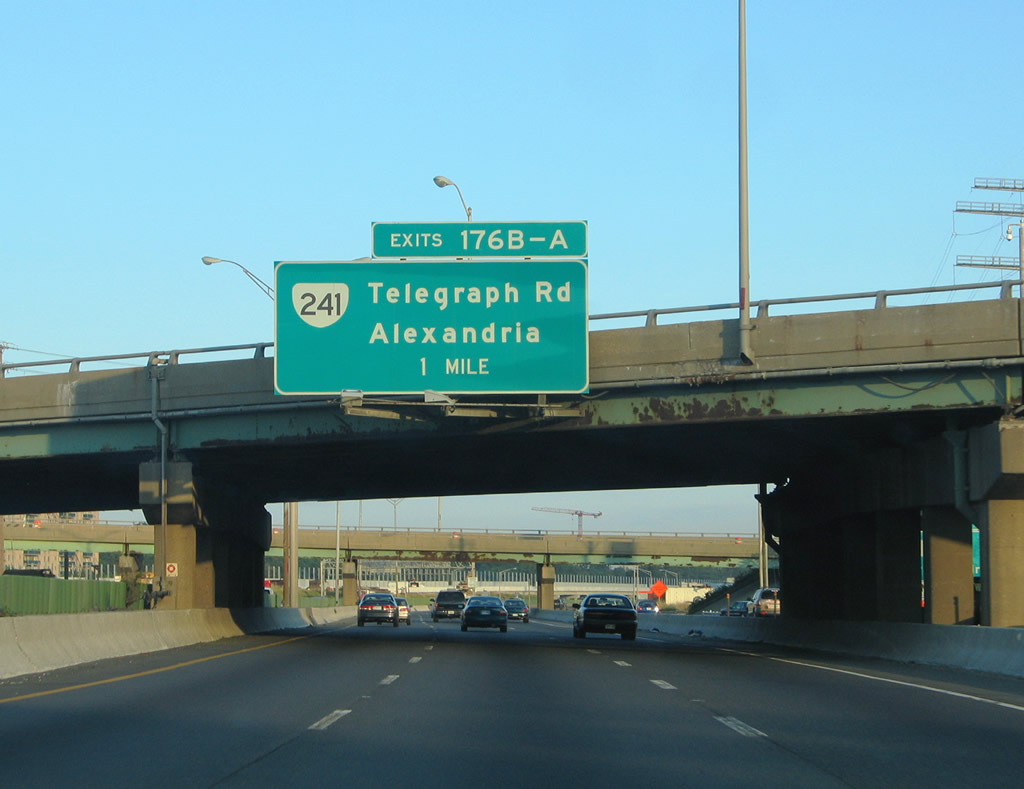 EXITS 176B-A
241 Telegraph Rd
Alexandria
1 MILE